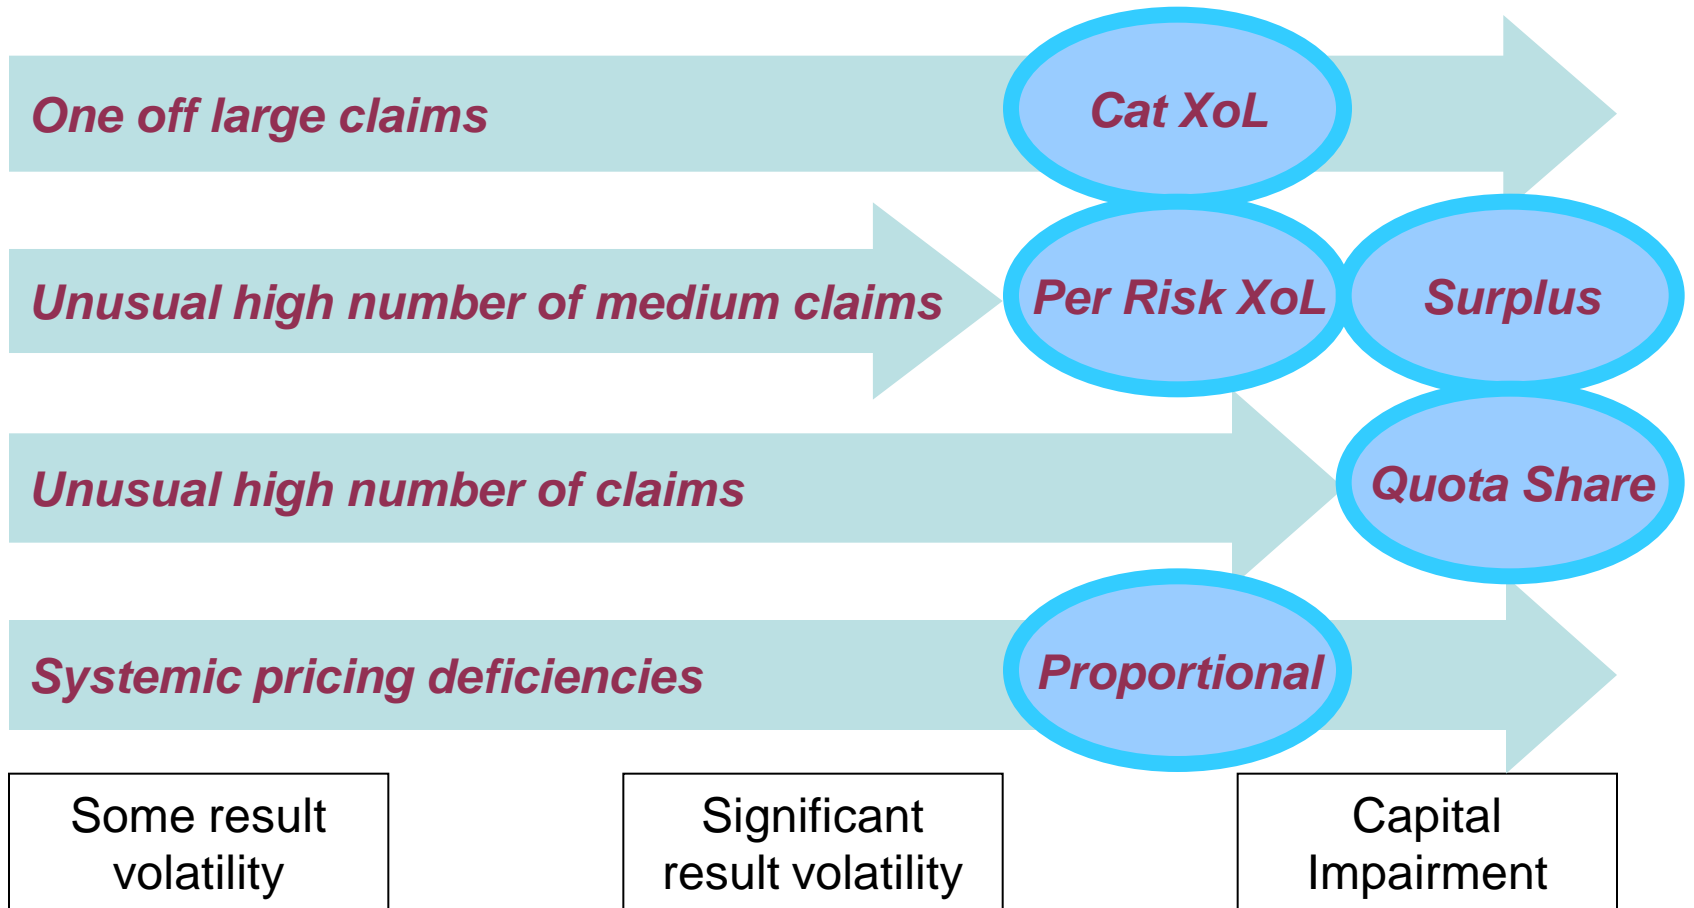 One off large claims
Cat XoL
Unusual high number of medium claims
Per Risk XoL
Surplus
Unusual high number of claims
Quota Share
Systemic pricing deficiencies
Proportional
Some result
volatility
Significant
result volatility
Capital
Impairment